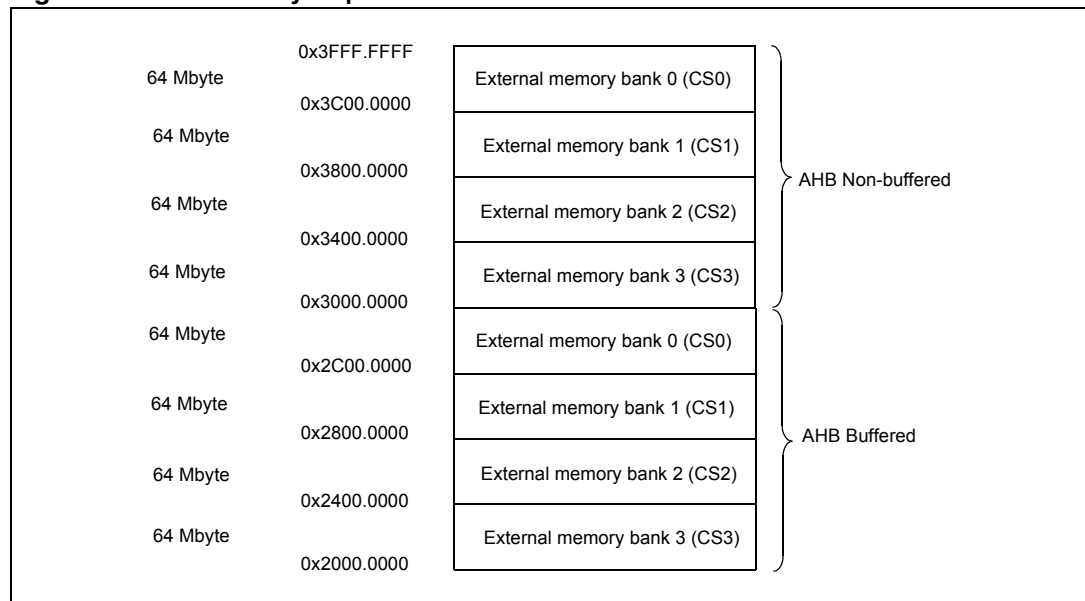 0x3FFF.FFFF
64 Mbyte External memory bank 0 (CS0)
0x3C00.0000
64 Mbyte External memory bank 1 (CS1)
0x3800.0000
AHB Non-buffered
64 Mbyte External memory bank 2 (CS2)
0x3400.0000
64 Mbyte External memory bank 3 (CS3)
0x3000.0000
64 Mbyte External memory bank 0 (CS0)
0x2C00.0000
64 Mbyte External memory bank 1 (CS1)
0x2800.0000
AHB Buffered
64 Mbyte External memory bank 2 (CS2)
0x2400.0000
64 Mbyte External memory bank 3 (CS3)
0x2000.0000